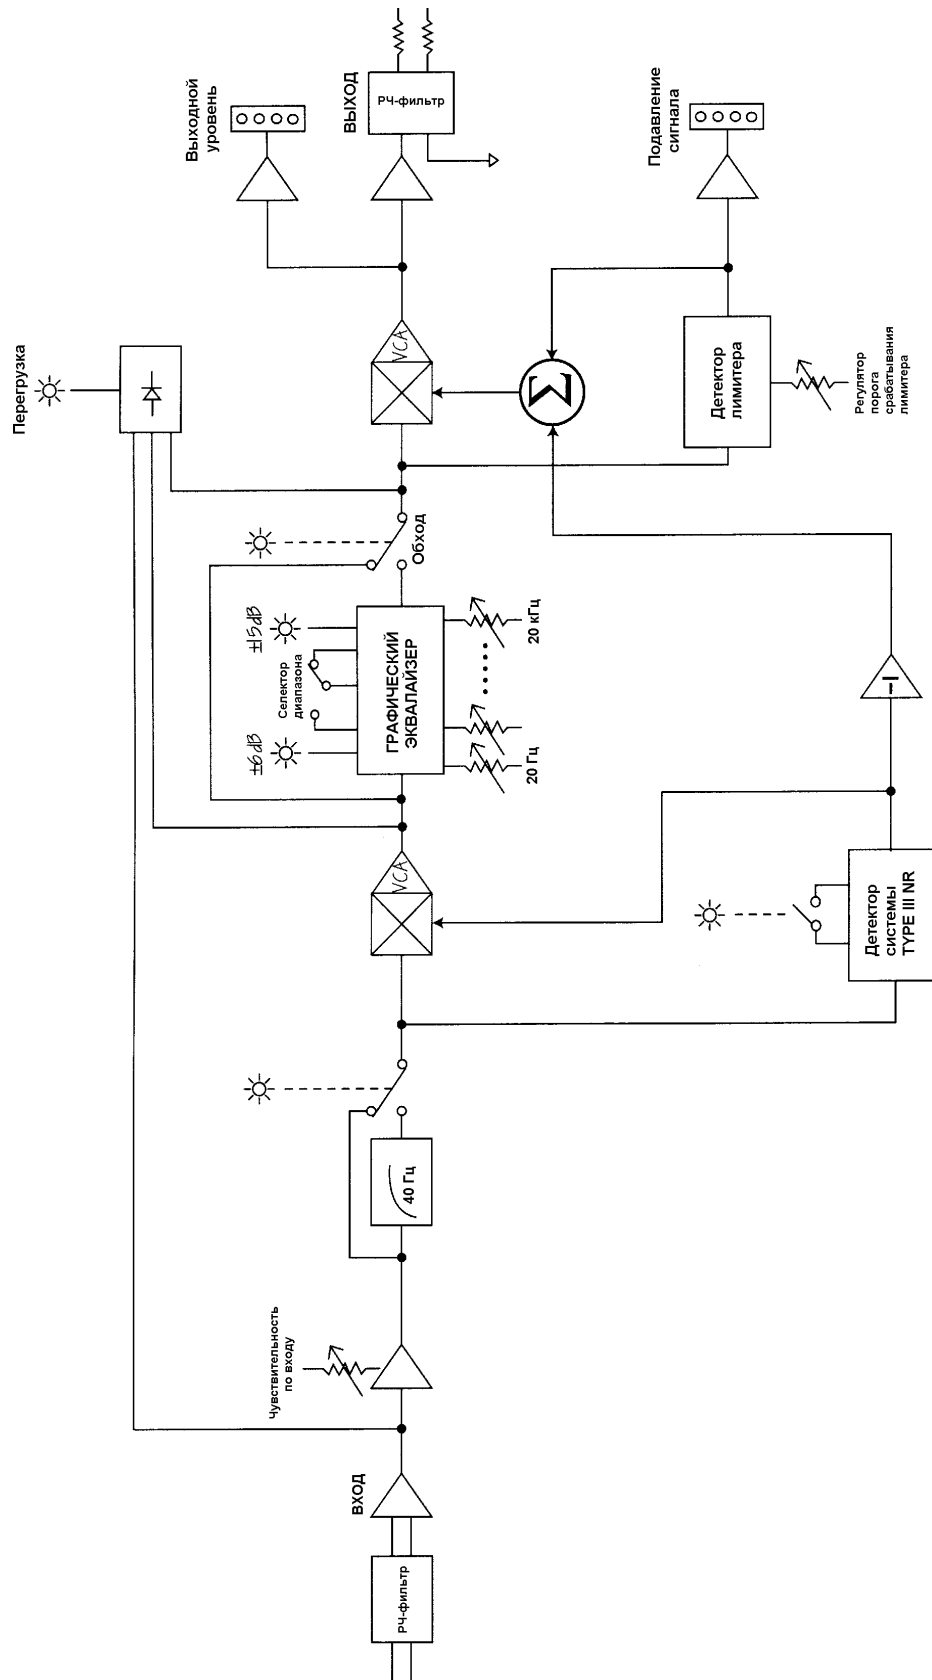 РЧ-фильтр
ВХОД
Чувствительность
по входу
40 Гц
VCA
±6dB
Селектор
диапазона
±15dB
ГРАФИЧЕСКИЙ
ЭКВАЛАЙЗЕР
20 Гц
20 кГц
Обход
Перегрузка
VCA
Выходной
уровень
ВЫХОД
РЧ-фильтр
Σ
Подавление
сигнала
Детектор
лимитера
Регулятор
порога
срабатывания
лимитера
−1
Детектор
системы
TYPE III NR